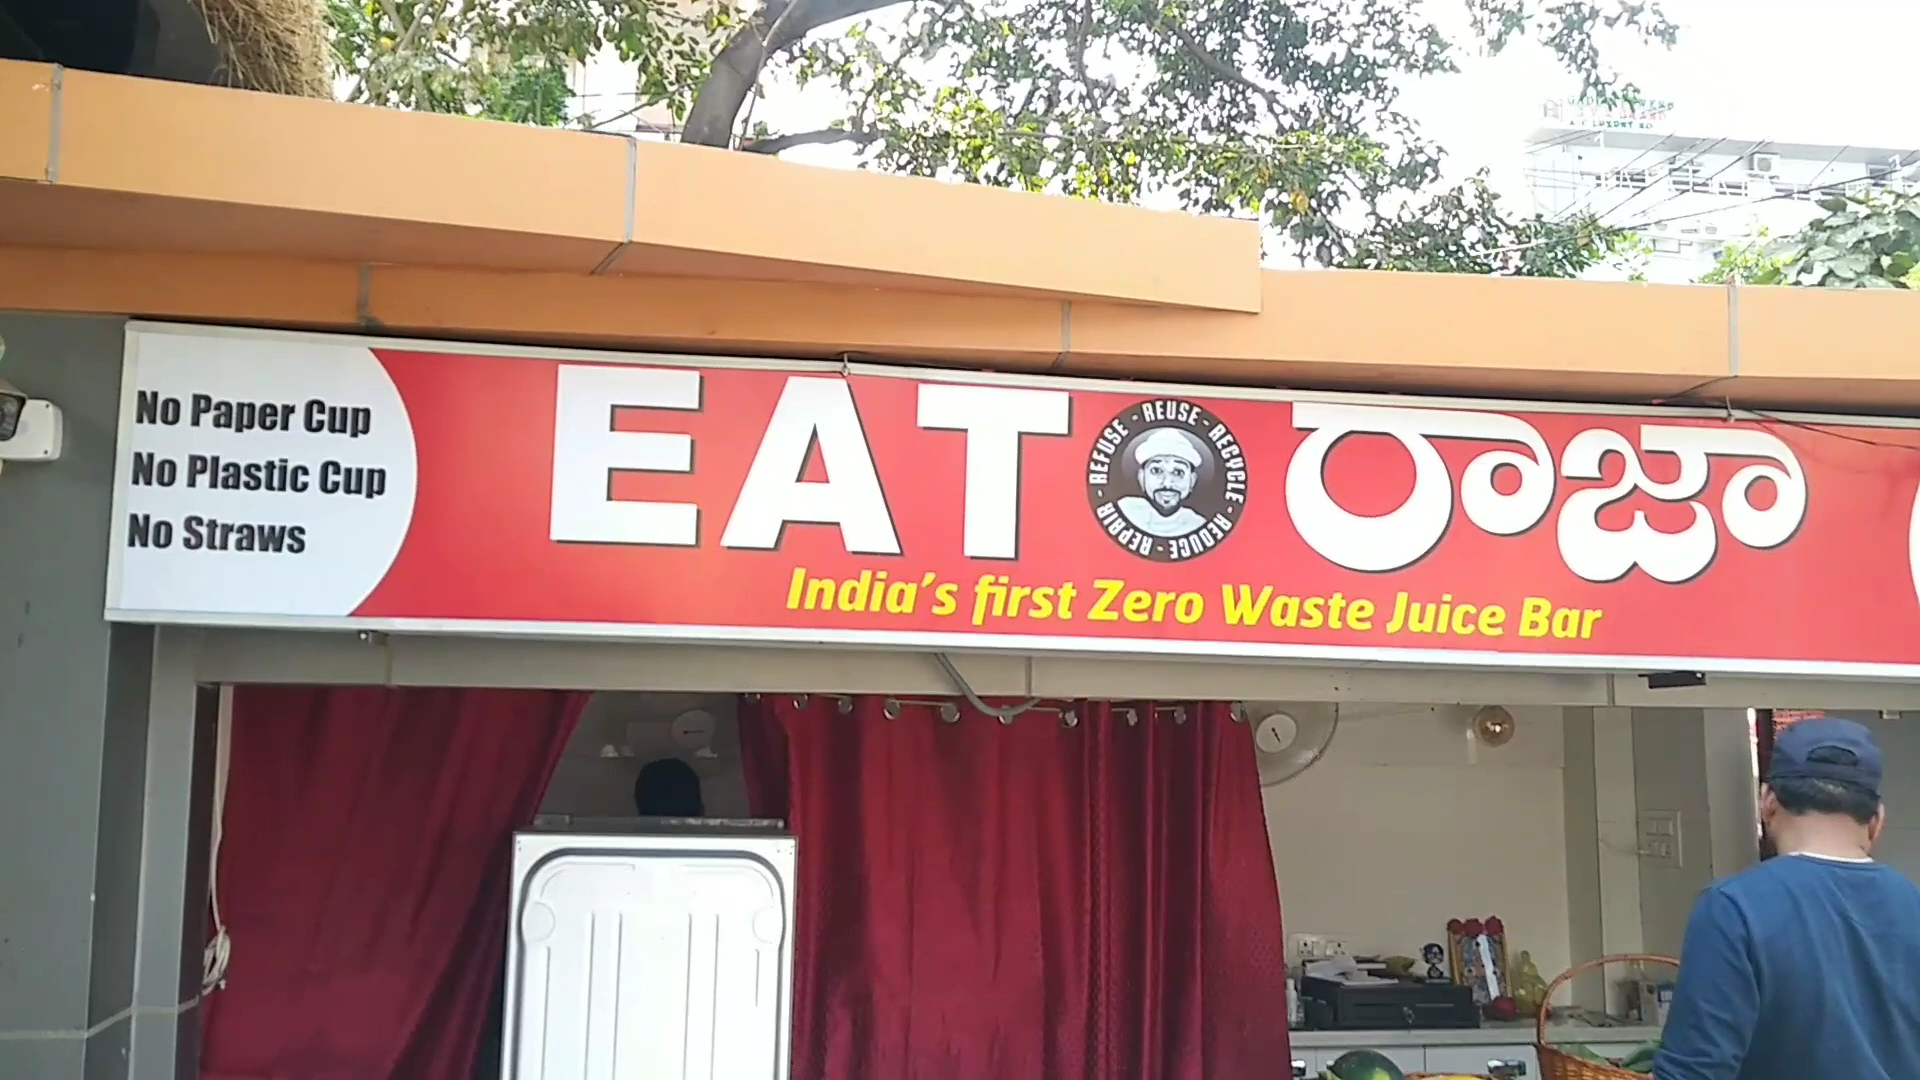 No Paper Cup
No Plastic Cup
No Straws
EAT ರಾಜಾ
REFUSE - REUSE - RECYCLE - REDUCE - REPAIR -
India's first Zero Waste Juice Bar